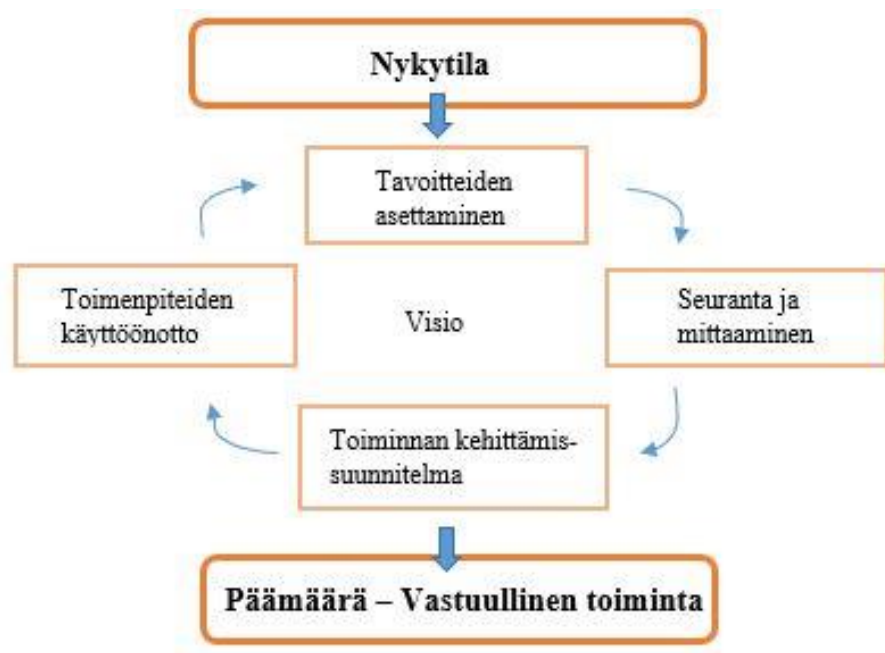 Nykytila
Tavoitteiden
asettaminen
Toimenpiteiden
käyttöönotto
Visio
Seuranta ja
mittaaminen
Toiminnan kehittämis-
suunnitelma
Päämäärä – Vastuullinen toiminta